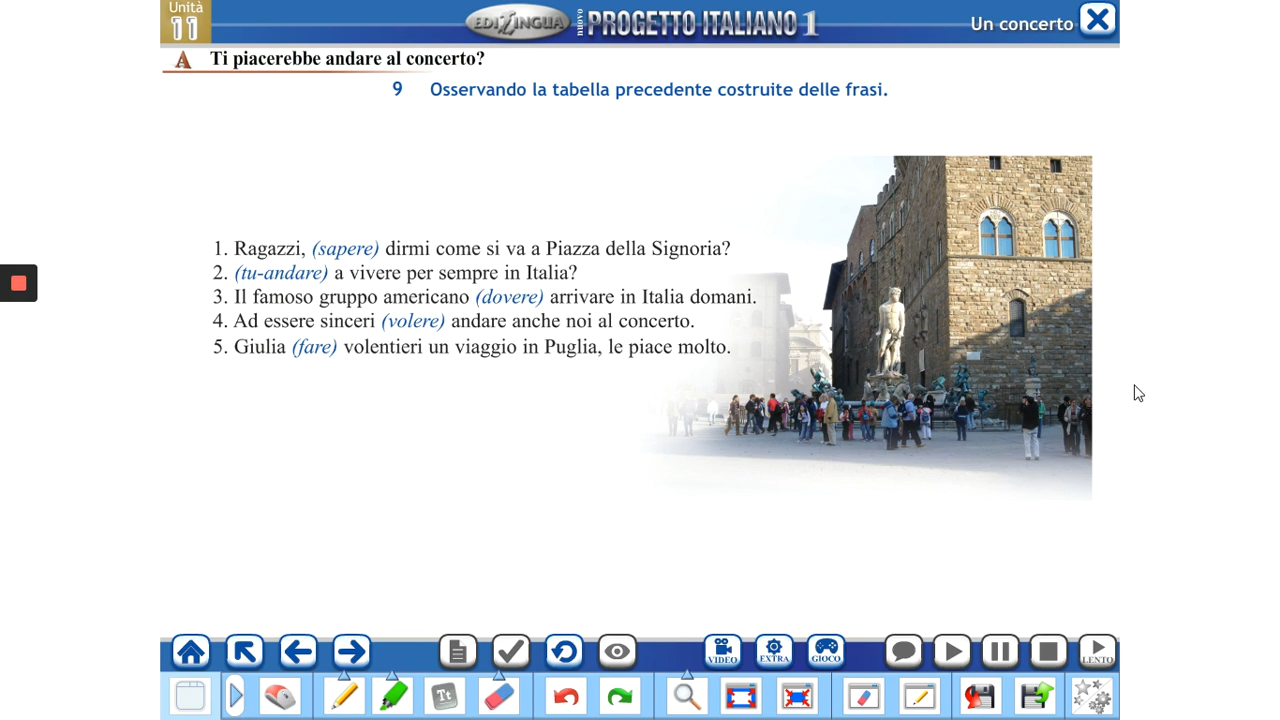 Unità
11
EDILINGUA nuovo PROGETTO ITALIANO 1
Un concerto
A Ti piacerebbe andare al concerto?
9 Osservando la tabella precedente costruite delle frasi.
1. Ragazzi, (sapere) dirmi come si va a Piazza della Signoria?
2. (tu-andare) a vivere per sempre in Italia?
3. Il famoso gruppo americano (dovere) arrivare in Italia domani.
4. Ad essere sinceri (volere) andare anche noi al concerto.
5. Giulia (fare) volentieri un viaggio in Puglia, le piace molto.
VIDEO EXTRA GIOCO LENTO
Tt